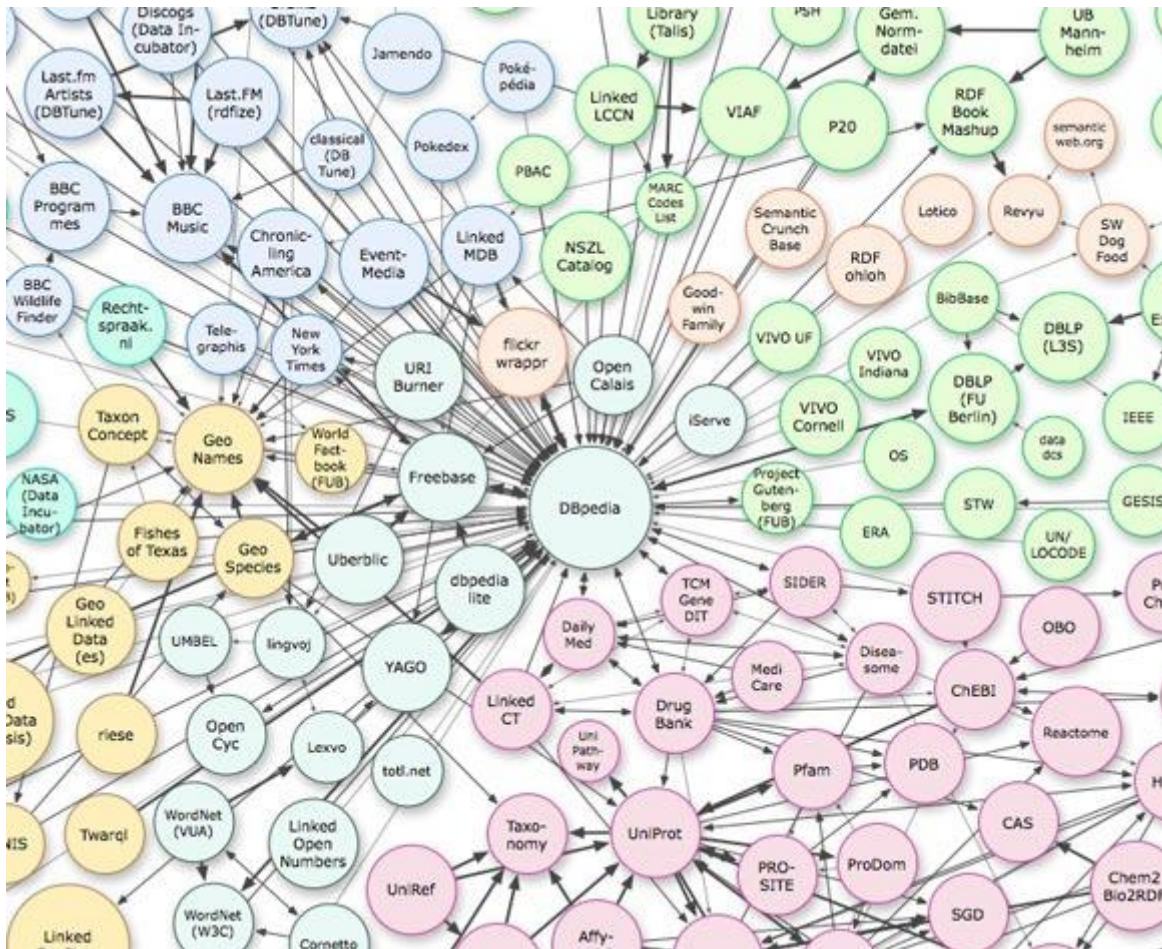 Discogs
(Data In-
cubator)
(DBTune)
Jamendo
Poké-
pédia
Library
(Talis)
PSH
Gem.
Norm-
datei
UB
Mann-
heim
Last.fm
Artists
(DBTune)
Last.FM
(rdfize)
classical
(DB
Tune)
Pokedex
PBAC
Linked
LCCN
VIAF
P20
RDF
Book
Mashup
semantic
web.org
BBC
Program
mes
BBC
Music
Chronic-
ling
America
Event-
Media
Linked
MDB
NSZL
Catalog
MARC
Codes
List
Semantic
Crunch
Base
RDF
ohloh
Lotico
Revyu
SW
Dog
Food
BBC
Wildlife
Finder
Recht-
spraak.
nl
Tele-
graphis
New
York
Times
URI
Burner
flickr
wrappr
Open
Calais
Good-
win
Family
VIVO UF
VIVO
Indiana
BibBase
DBLP
(L3S)
S
Taxon
Concept
Geo
Names
World
Fact-
book
(FUB)
Freebase
iServe
VIVO
Cornell
DBLP
(FU
Berlin)
IEEE
NASA
(Data
Incu-
bator)
DBpedia
Project
Guten-
berg
(FUB)
OS
data
dcs
Fishes
of Texas
Geo
Species
Uberblic
dbpedia
lite
ERA
STW
UN/
LOCODE
GESIS
Geo
Linked
Data
(es)
UMBEL
lingvoj
YAGO
Daily
Med
TCM
Gene
DIT
SIDER
STITCH
OBO
Data
riese
Open
Cyc
Lexvo
totl.net
Linked
CT
Drug
Bank
Medi
Care
Disea-
some
ChEBI
Reactome
Uni
Path-
way
Pfam
PDB
Twarql
WordNet
(VUA)
Linked
Open
Numbers
Taxo-
nomy
UniProt
CAS
UniRef
PRO-
SITE
ProDom
Chem2
Bio2RDF
Linked
WordNet
(W3C)
Cornetto
Affy-
SGD